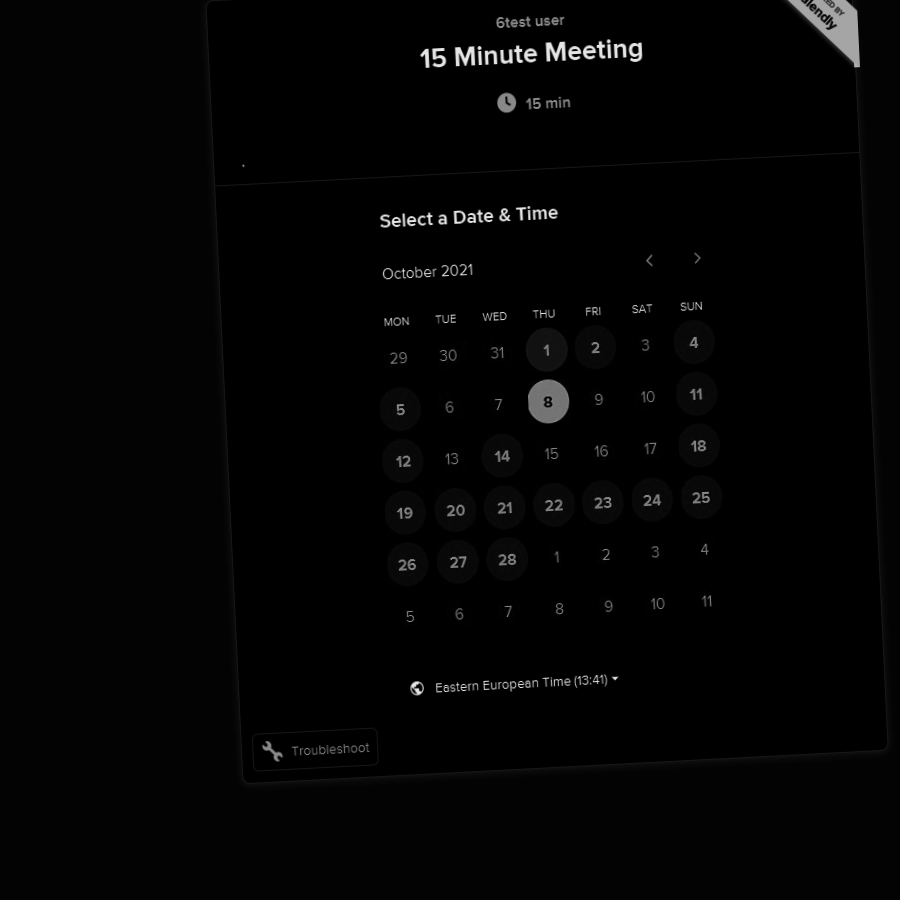 6test user
15 Minute Meeting
15 min
Select a Date & Time
October 2021
MON TUE WED THU FRI SAT SUN
29 30 31 1 2 3 4
5 6 7 8 9 10 11
12 13 14 15 16 17 18
19 20 21 22 23 24 25
26 27 28 1 2 3 4
5 6 7 8 9 10 11
Eastern European Time (13:41)
Troubleshoot